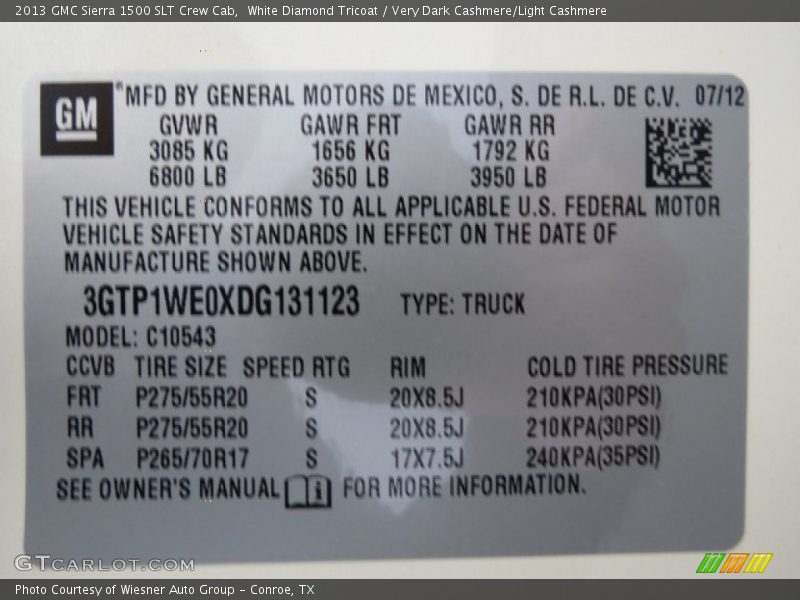 2013 GMC Sierra 1500 SLT Crew Cab,  White Diamond Tricoat / Very Dark Cashmere/Light Cashmere
GM ® MFD BY GENERAL MOTORS DE MEXICO, S. DE R.L. DE C.V. 07/12
GVWR GAWR FRT GAWR RR
3085 KG 1656 KG 1792 KG
6800 LB 3650 LB 3950 LB
THIS VEHICLE CONFORMS TO ALL APPLICABLE U.S. FEDERAL MOTOR
VEHICLE SAFETY STANDARDS IN EFFECT ON THE DATE OF
MANUFACTURE SHOWN ABOVE.
3GTP1WE0XDG131123 TYPE: TRUCK
MODEL: C10543
CCVB TIRE SIZE SPEED RTG RIM COLD TIRE PRESSURE
FRT P275/55R20 S 20X8.5J 210KPA(30PSI)
RR P275/55R20 S 20X8.5J 210KPA(30PSI)
SPA P265/70R17 S 17X7.5J 240KPA(35PSI)
SEE OWNER'S MANUAL i FOR MORE INFORMATION.
GTCARLOT.COM
Photo Courtesy of Wiesner Auto Group - Conroe, TX